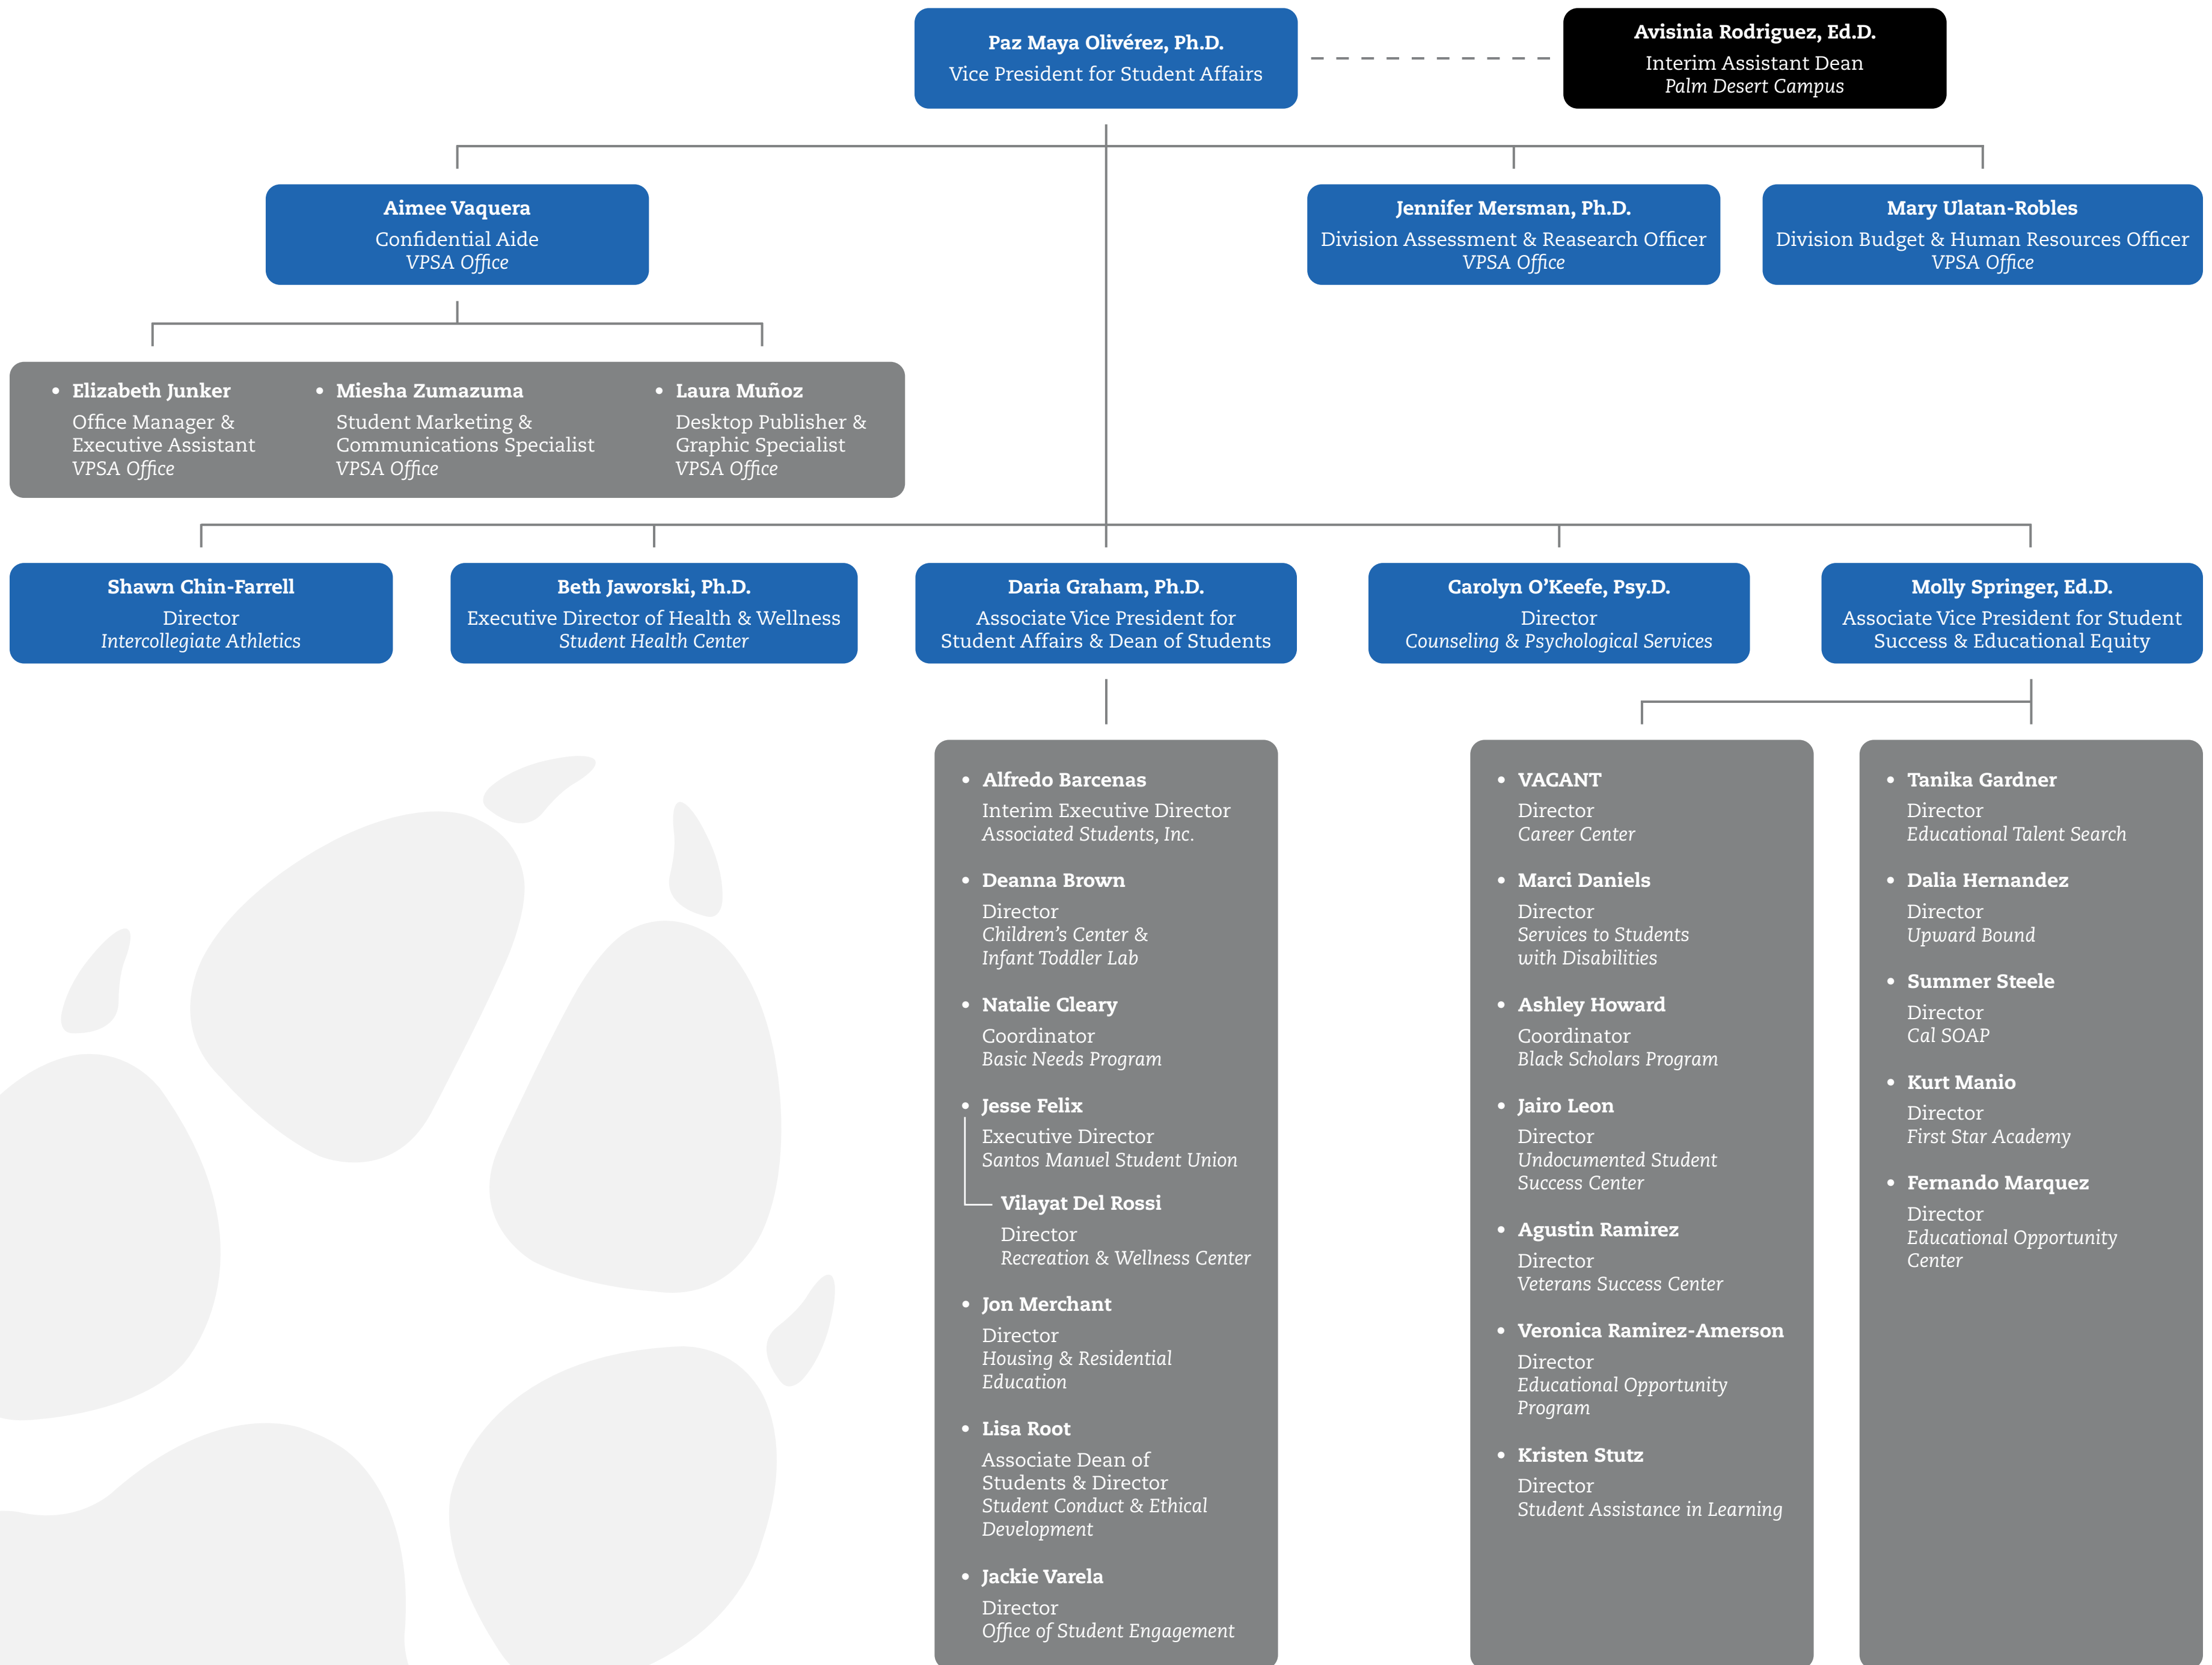 Paz Maya Olivérez, Ph.D.
Vice President for Student Affairs
Avisinia Rodriguez, Ed.D.
Interim Assistant Dean
Palm Desert Campus
Aimee Vaquera
Confidential Aide
VPSA Office
Jennifer Mersman, Ph.D.
Division Assessment & Reasearch Officer
VPSA Office
Mary Ulatan-Robles
Division Budget & Human Resources Officer
VPSA Office
• Elizabeth Junker
Office Manager &
Executive Assistant
VPSA Office
• Miesha Zumazuma
Student Marketing &
Communications Specialist
VPSA Office
• Laura Muñoz
Desktop Publisher &
Graphic Specialist
VPSA Office
Shawn Chin-Farrell
Director
Intercollegiate Athletics
Beth Jaworski, Ph.D.
Executive Director of Health & Wellness
Student Health Center
Daria Graham, Ph.D.
Associate Vice President for
Student Affairs & Dean of Students
Carolyn O’Keefe, Psy.D.
Director
Counseling & Psychological Services
Molly Springer, Ed.D.
Associate Vice President for Student
Success & Educational Equity
• Alfredo Barcenas
Interim Executive Director
Associated Students, Inc.
• Deanna Brown
Director
Children’s Center &
Infant Toddler Lab
• Natalie Cleary
Coordinator
Basic Needs Program
• Jesse Felix
Executive Director
Santos Manuel Student Union
Vilayat Del Rossi
Director
Recreation & Wellness Center
• Jon Merchant
Director
Housing & Residential
Education
• Lisa Root
Associate Dean of
Students & Director
Student Conduct & Ethical
Development
• Jackie Varela
Director
Office of Student Engagement
• VACANT
Director
Career Center
• Marci Daniels
Director
Services to Students
with Disabilities
• Ashley Howard
Coordinator
Black Scholars Program
• Jairo Leon
Director
Undocumented Student
Success Center
• Agustin Ramirez
Director
Veterans Success Center
• Veronica Ramirez-Amerson
Director
Educational Opportunity
Program
• Kristen Stutz
Director
Student Assistance in Learning
• Tanika Gardner
Director
Educational Talent Search
• Dalia Hernandez
Director
Upward Bound
• Summer Steele
Director
Cal SOAP
• Kurt Manio
Director
First Star Academy
• Fernando Marquez
Director
Educational Opportunity
Center